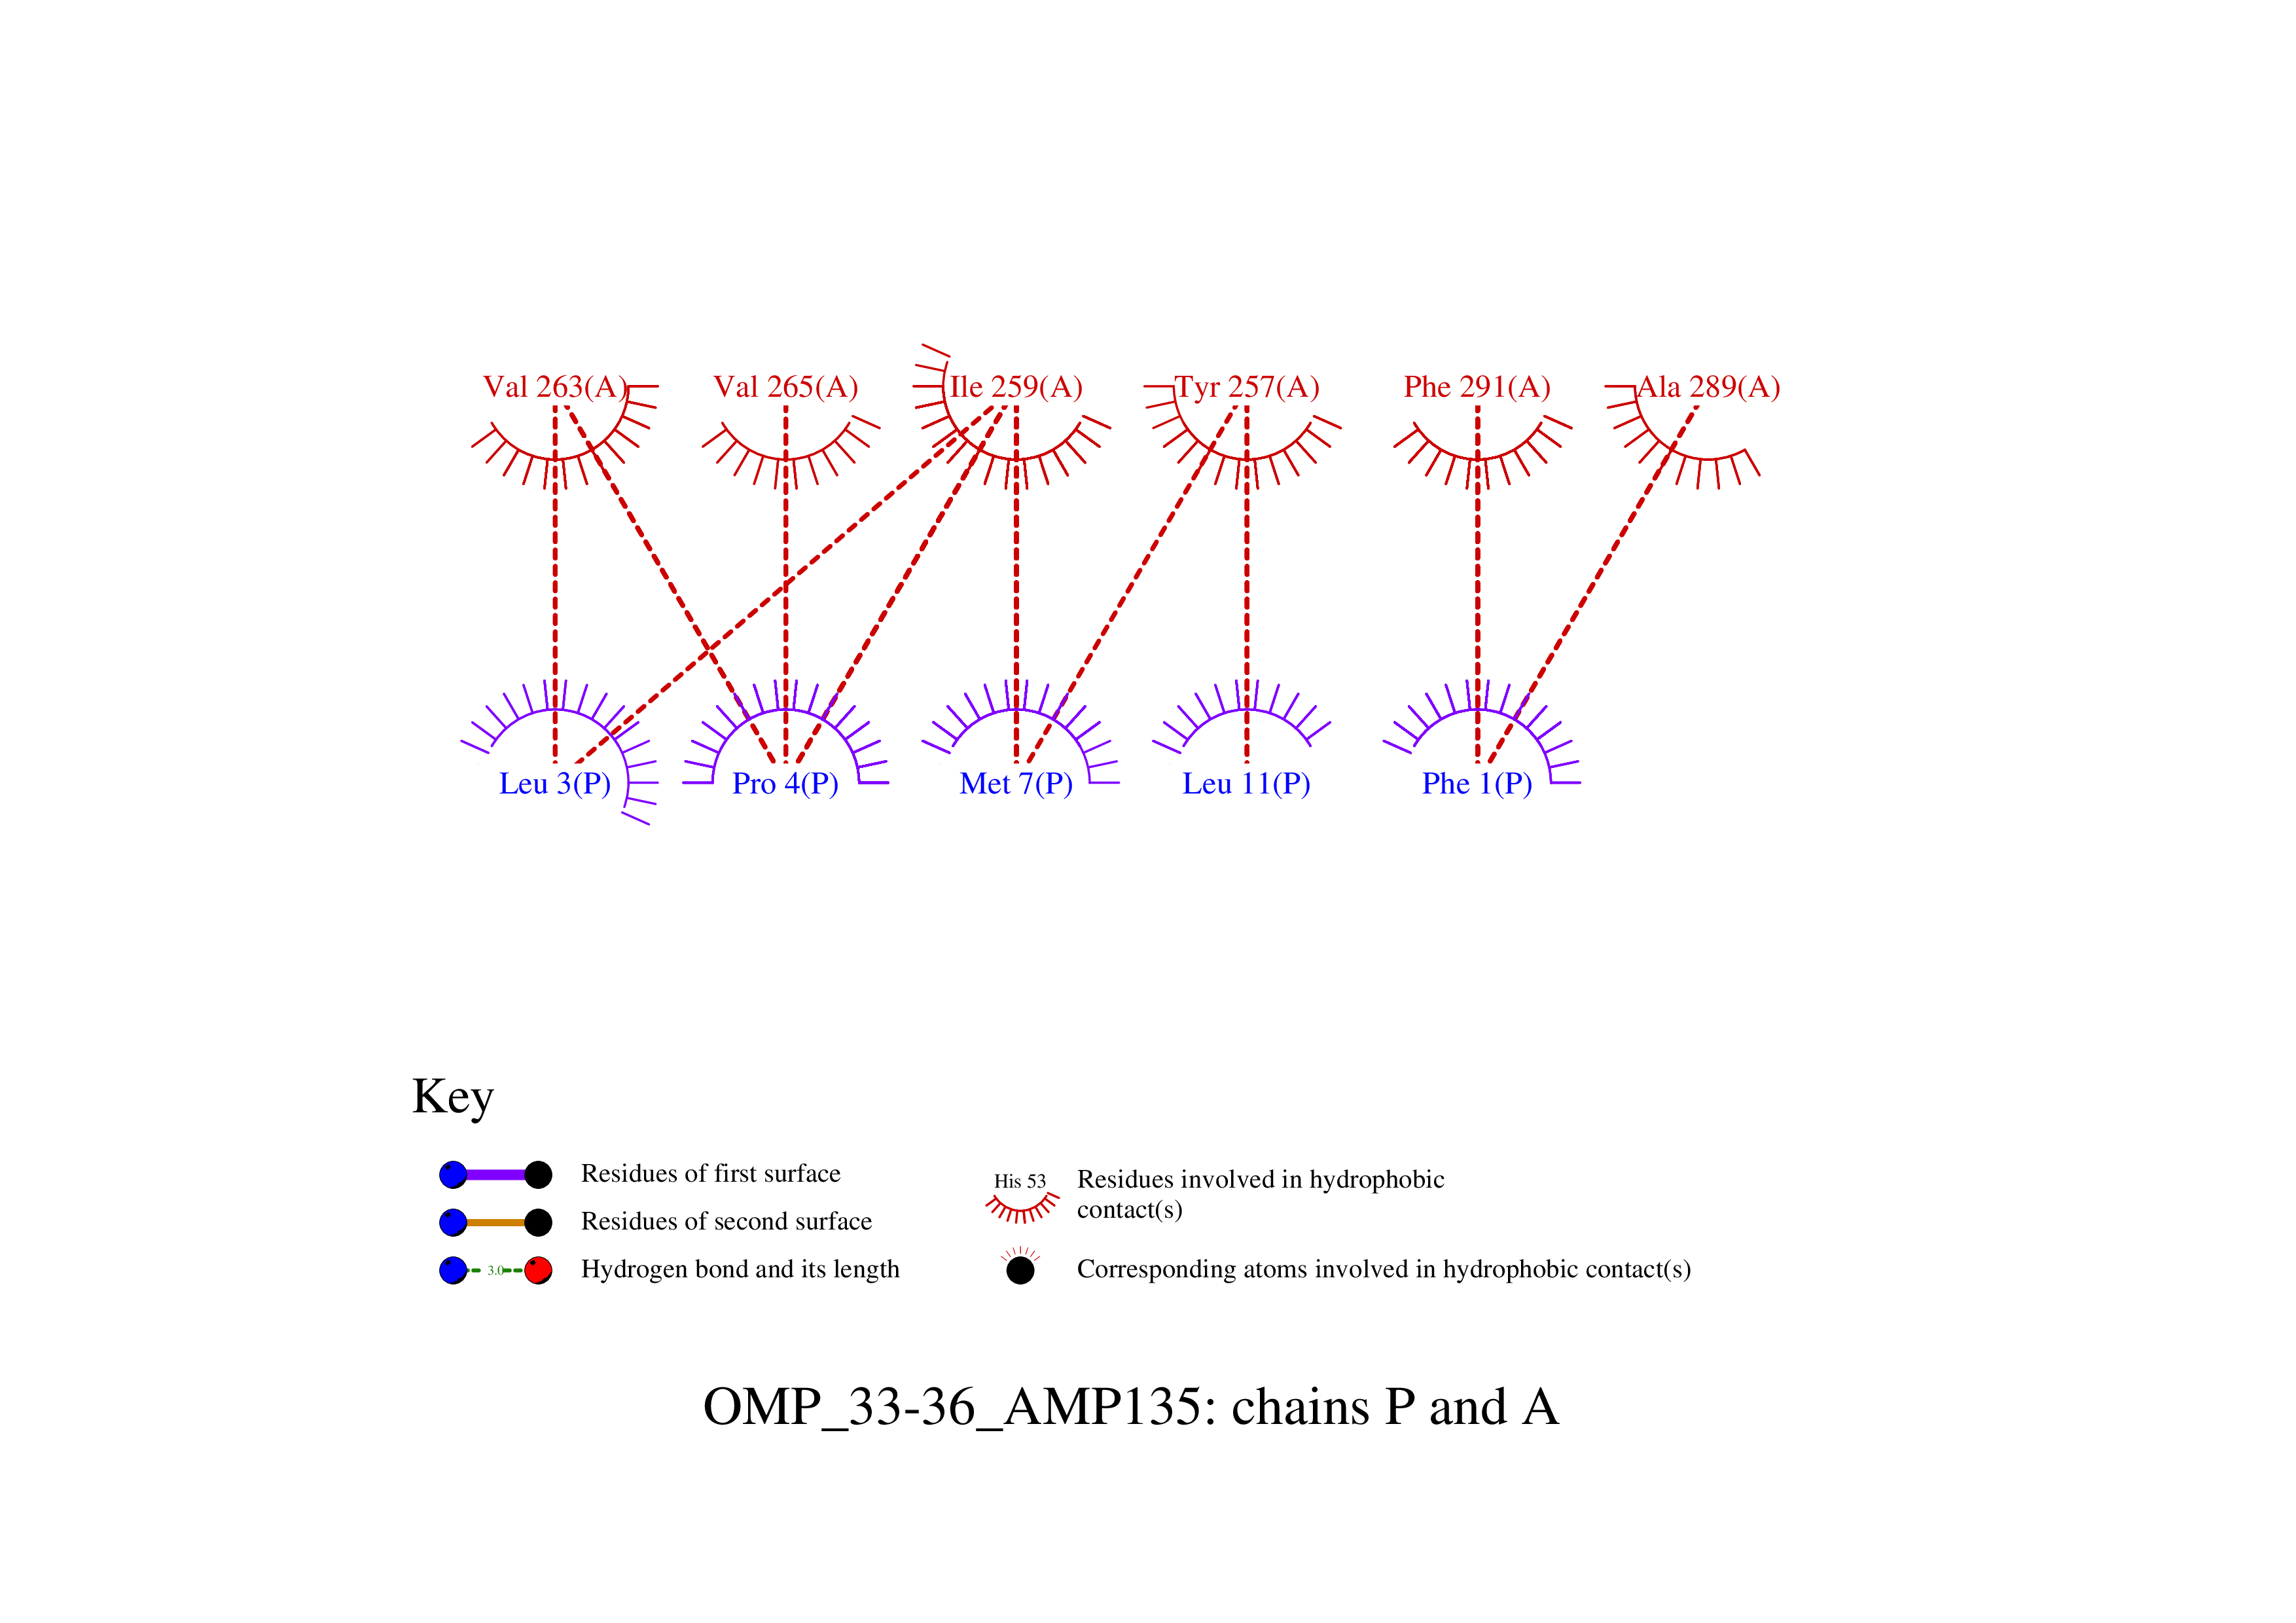 Val 263(A) Val 265(A) Ile 259(A) Tyr 257(A) Phe 291(A) Ala 289(A)
Leu 3(P) Pro 4(P) Met 7(P) Leu 11(P) Phe 1(P)
Key
Residues of first surface
Residues of second surface
3.0 Hydrogen bond and its length
His 53 Residues involved in hydrophobic
contact(s)
Corresponding atoms involved in hydrophobic contact(s)
OMP_33-36_AMP135: chains P and A